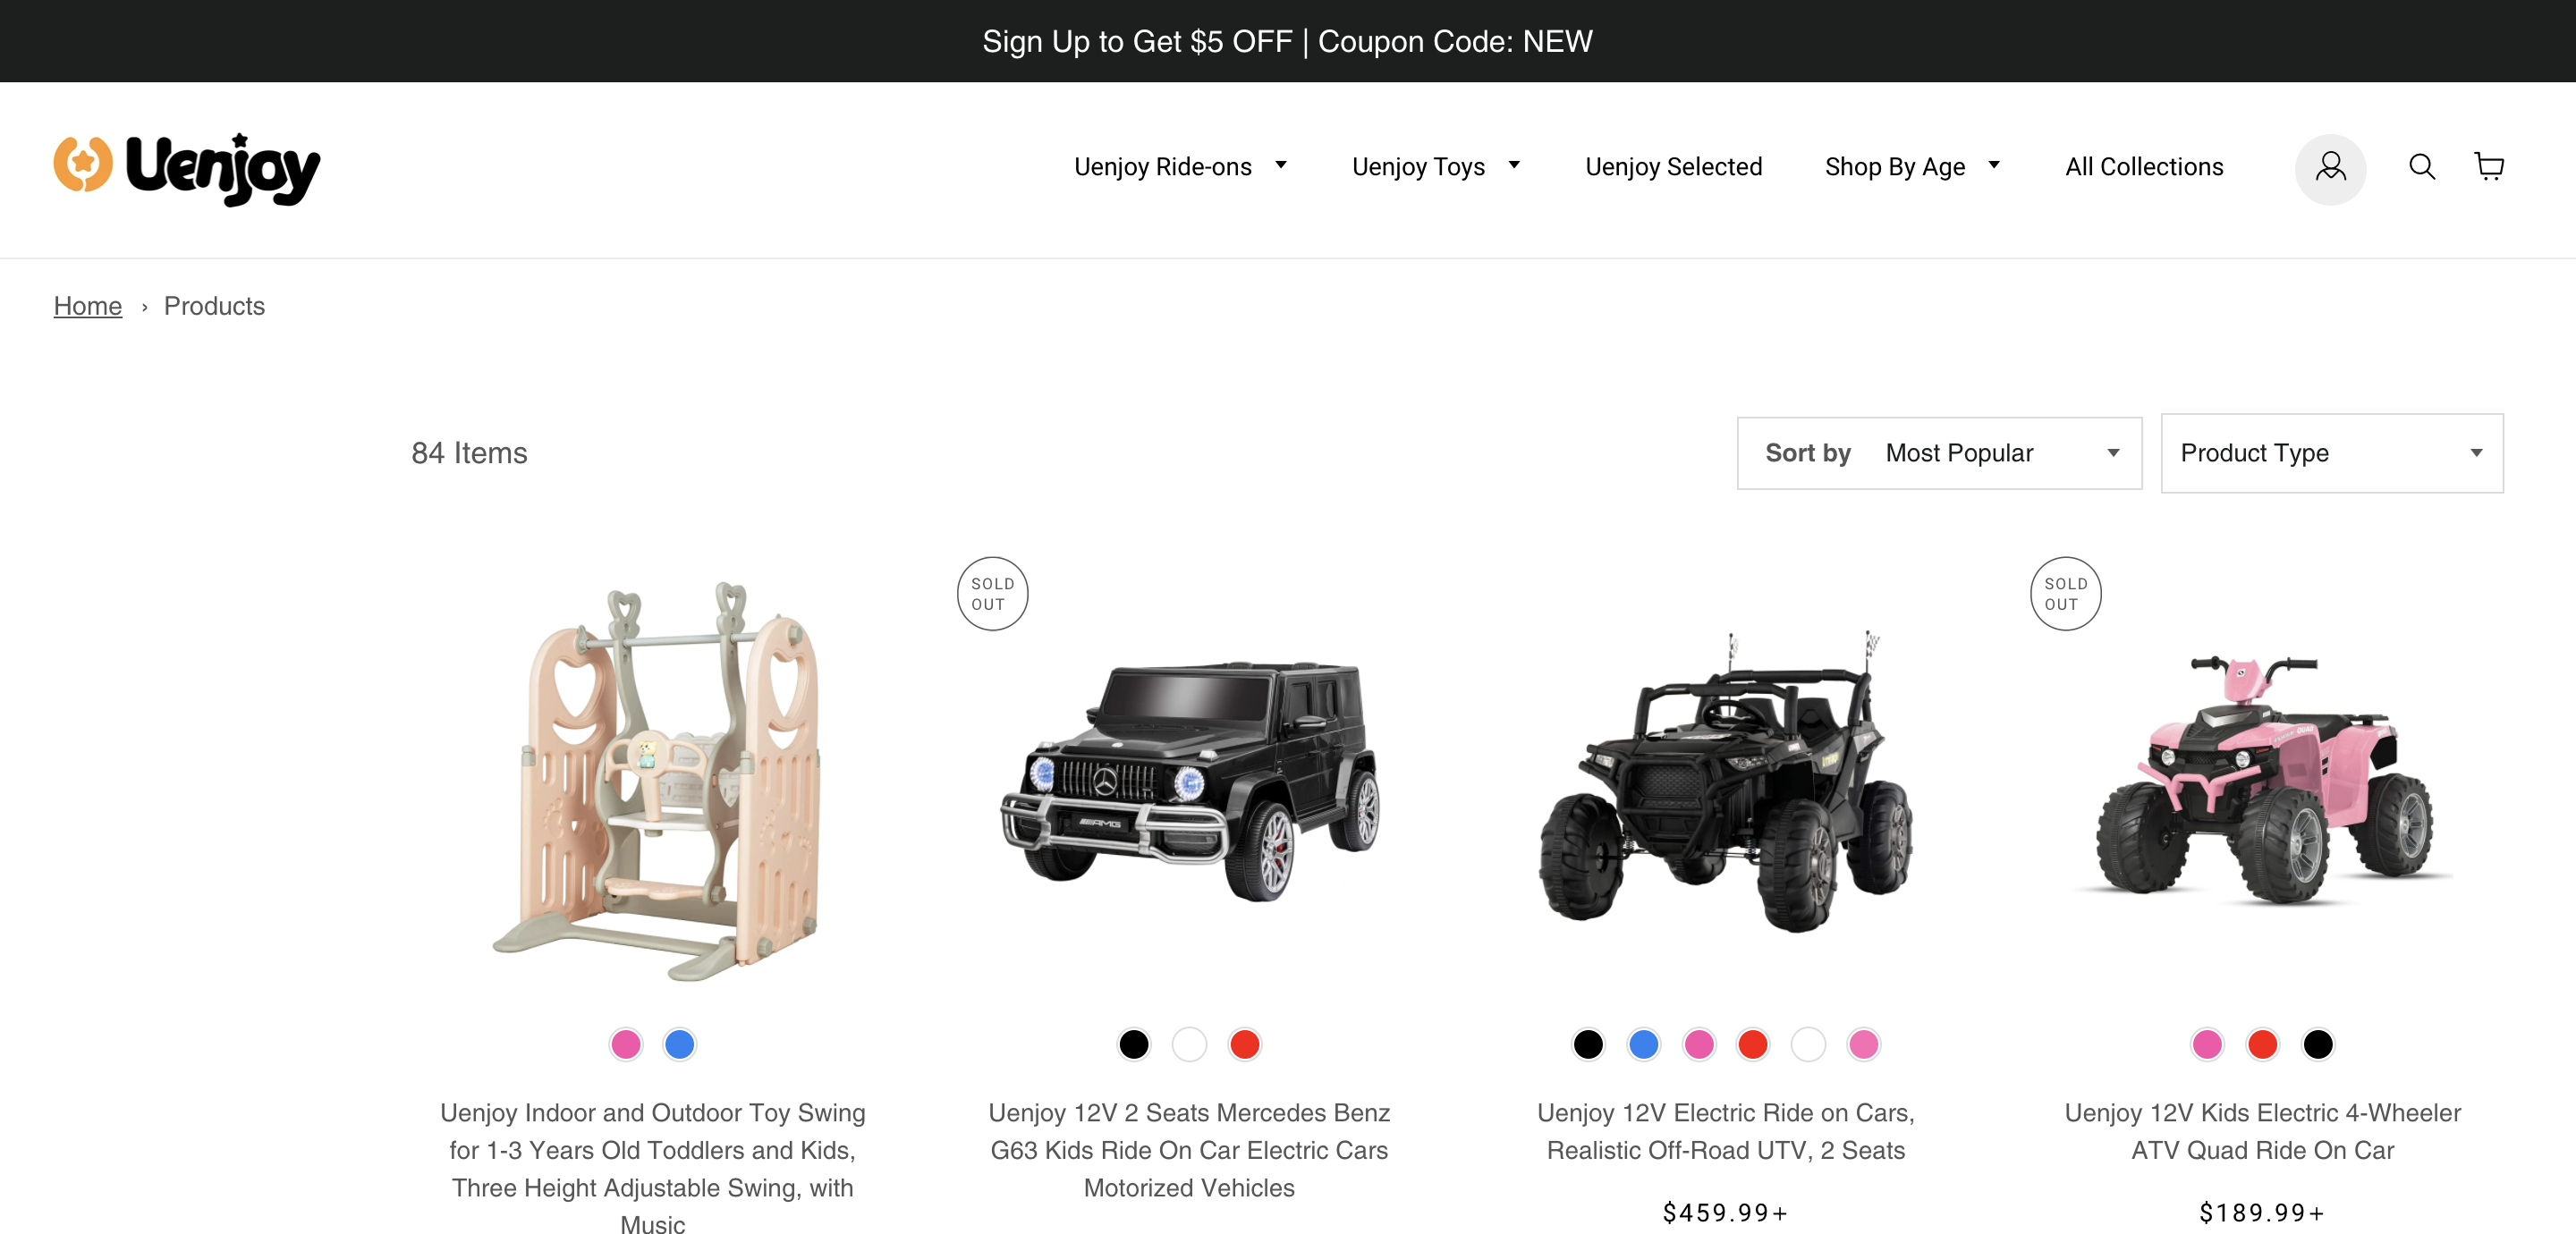 Sign Up to Get $5 OFF | Coupon Code: NEW
Uenjoy
Uenjoy Ride-ons
Uenjoy Toys
Uenjoy Selected
Shop By Age
All Collections
Home › Products
84 Items
Sort by Most Popular
Product Type
SOLD
OUT
SOLD
OUT
AMG
Uenjoy Indoor and Outdoor Toy Swing
for 1-3 Years Old Toddlers and Kids,
Three Height Adjustable Swing, with
Music
Uenjoy 12V 2 Seats Mercedes Benz
G63 Kids Ride On Car Electric Cars
Motorized Vehicles
Uenjoy 12V Electric Ride on Cars,
Realistic Off-Road UTV, 2 Seats
$459.99+
Uenjoy 12V Kids Electric 4-Wheeler
ATV Quad Ride On Car
$189.99+